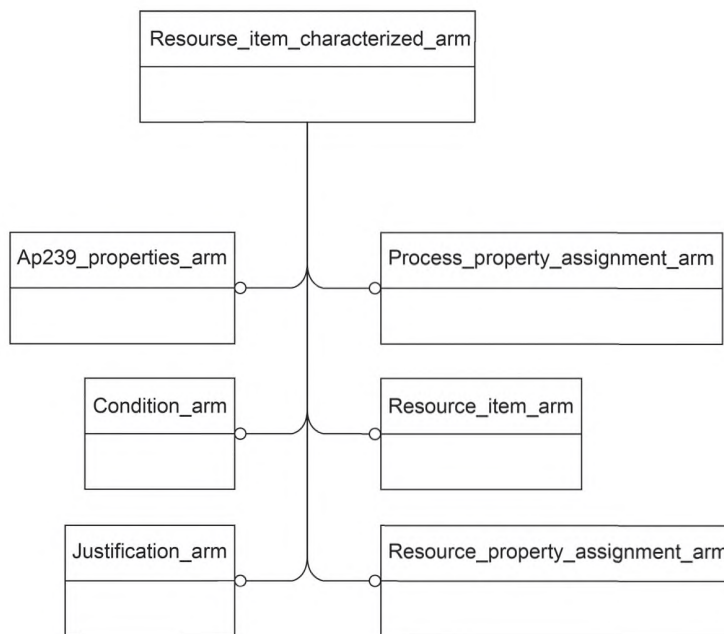 Resourse_item_characterized_arm
Ap239_properties_arm
Process_property_assignment_arm
Condition_arm
Resource_item_arm
Justification_arm
Resource_property_assignment_arm